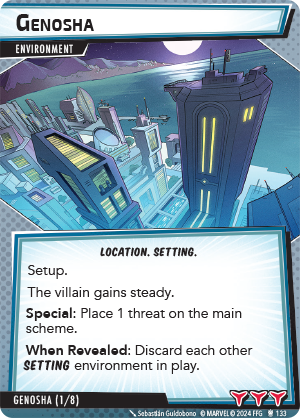 GENOSHA
ENVIRONMENT
LOCATION. SETTING.
Setup.
The villain gains steady.
Special: Place 1 threat on the main
scheme.
When Revealed: Discard each other
SETTING environment in play.
GENOSHA (1/8)
Sebastián Guidobono © MARVEL © 2024 FFG 133